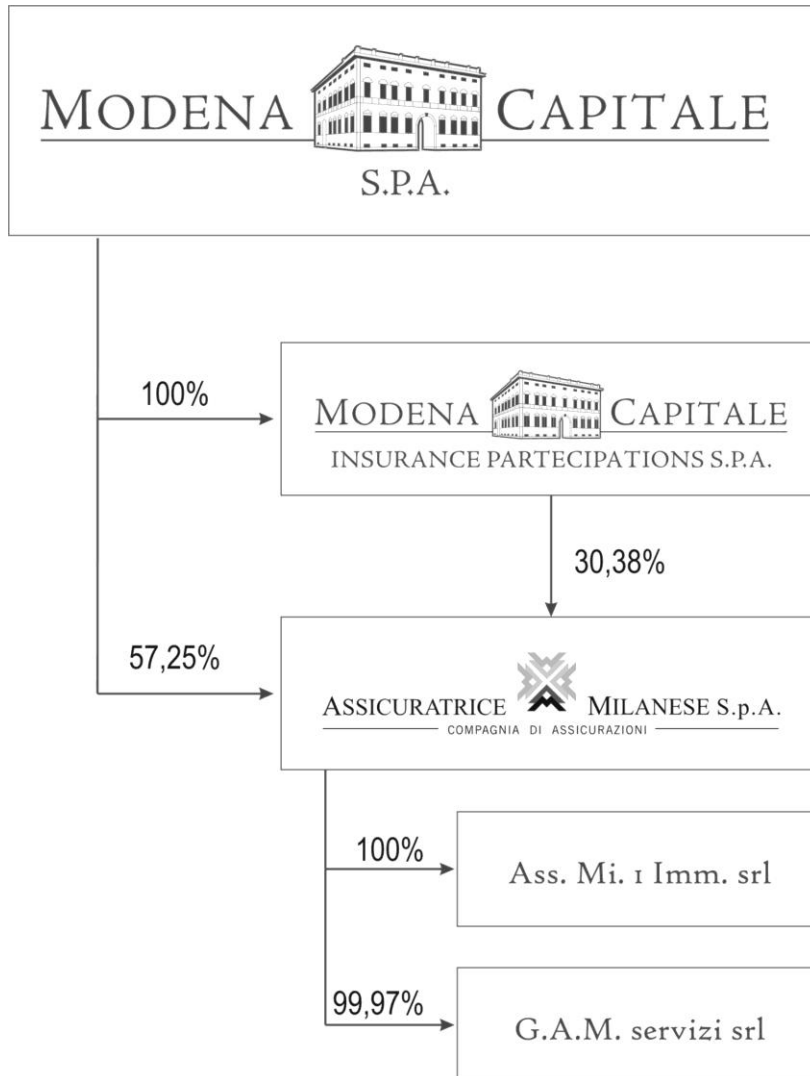 MODENA CAPITALE
S.P.A.
100%
MODENA CAPITALE
INSURANCE PARTECIPATIONS S.P.A.
30,38%
57,25%
ASSICURATRICE MILANESE S.p.A.
COMPAGNIA DI ASSICURAZIONI
100%
Ass. Mi. 1 Imm. srl
99,97%
G.A.M. servizi srl